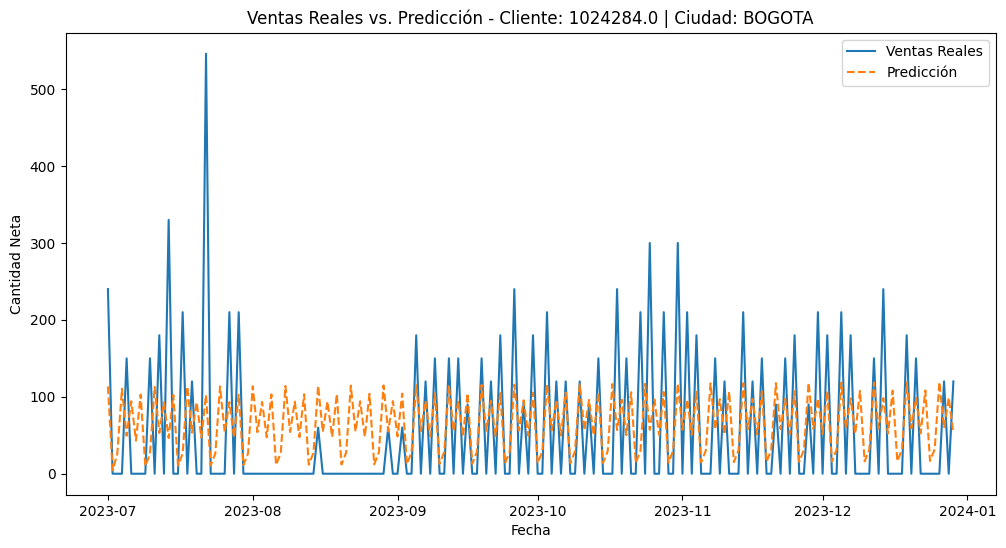 Ventas Reales vs. Predicción - Cliente: 1024284.0 | Ciudad: BOGOTA
Ventas Reales
Predicción
Cantidad Neta
500
400
300
200
100
0
2023-07
2023-08
2023-09
2023-10
2023-11
2023-12
2024-01
Fecha